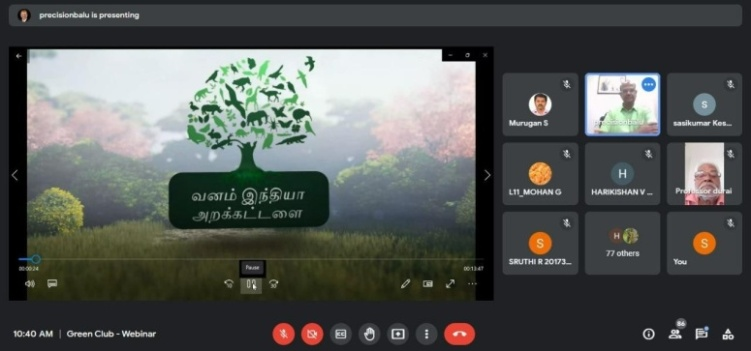 precisionbalu is presenting
வனம் இந்தியா
அறக்கட்டளை
Pause
00:00:24
00:13:47
Murugan S
sasikumar Kes...
L11_MOHAN G
HARIKISHAN V ...
Professor durai
SRUTHI R 20173...
77 others
You
S
H
S
H
S
10:40 AM | Green Club - Webinar
86